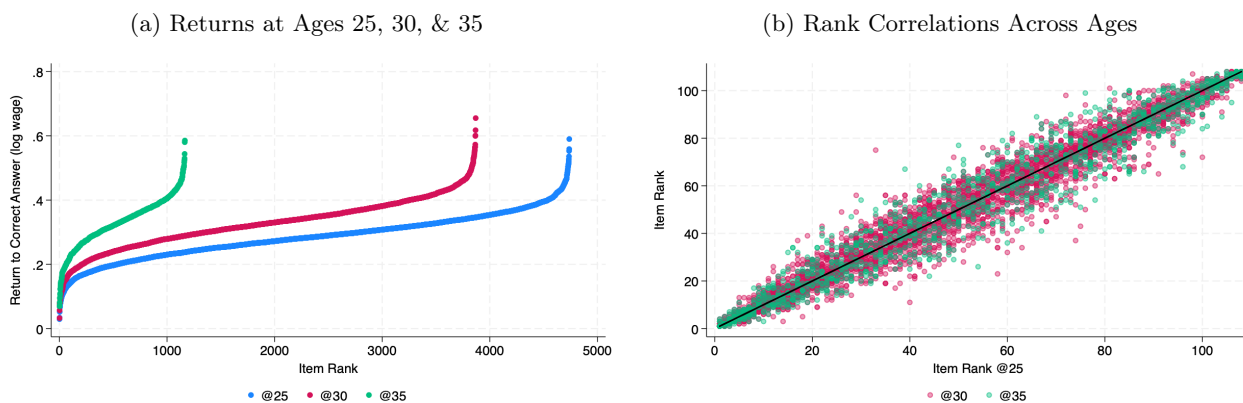 (a) Returns at Ages 25, 30, & 35
Return to Correct Answer (log wage)
.8
.6
.4
.2
0
0 1000 2000 3000 4000 5000
Item Rank
@25 @30 @35
(b) Rank Correlations Across Ages
Item Rank
100
80
60
40
20
0
0 20 40 60 80 100
Item Rank @25
@30 @35